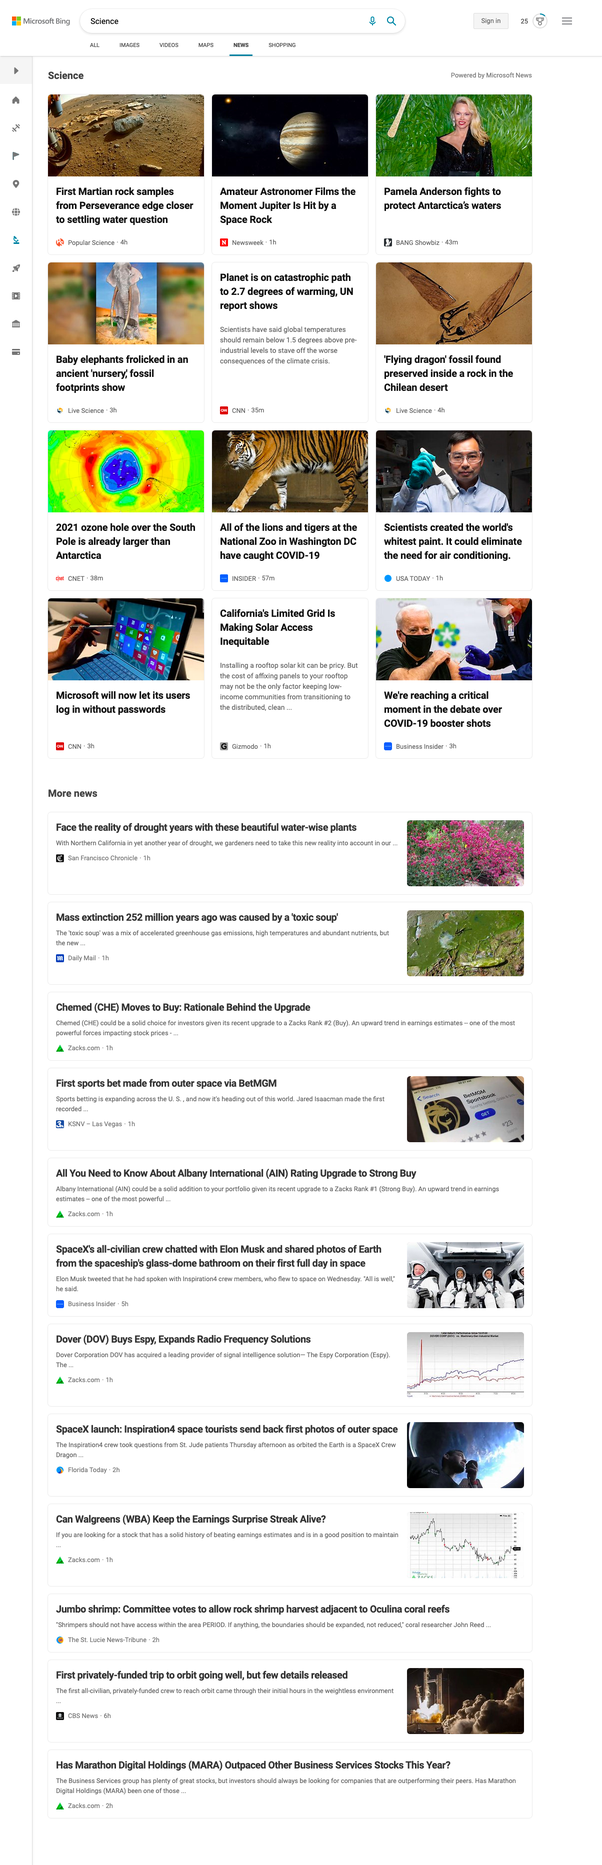 Microsoft Bing
Science
Sign in
25
ALL
IMAGES
VIDEOS
MAPS
NEWS
SHOPPING
Science
Powered by Microsoft News
First Martian rock samples
from Perseverance edge closer
to settling water question
Popular Science · 4h
Amateur Astronomer Films the
Moment Jupiter Is Hit by a
Space Rock
Newsweek · 1h
Pamela Anderson fights to
protect Antarctica's waters
BANG Showbiz · 43m
Baby elephants frolicked in an
ancient 'nursery,' fossil
footprints show
Live Science · 3h
Planet is on catastrophic path
to 2.7 degrees of warming, UN
report shows
Scientists have said global temperatures
should remain below 1.5 degrees above pre-
industrial levels to stave off the worse
consequences of the climate crisis.
CNN · 35m
'Flying dragon' fossil found
preserved inside a rock in the
Chilean desert
Live Science · 4h
2021 ozone hole over the South
Pole is already larger than
Antarctica
CNET · 38m
All of the lions and tigers at the
National Zoo in Washington DC
have caught COVID-19
INSIDER · 57m
Scientists created the world's
whitest paint. It could eliminate
the need for air conditioning.
USA TODAY · 1h
Microsoft will now let its users
log in without passwords
CNN · 3h
California's Limited Grid Is
Making Solar Access
Inequitable
Installing a rooftop solar kit can be pricy. But
the cost of affixing panels to your rooftop
may not be the only factor keeping low-
income communities from transitioning to
the distributed, clean ...
Gizmodo · 1h
We're reaching a critical
moment in the debate over
COVID-19 booster shots
Business Insider · 3h
More news
Face the reality of drought years with these beautiful water-wise plants
With Northern California in yet another year of drought, we gardeners need to take this new reality into account in our ...
San Francisco Chronicle · 1h
Mass extinction 252 million years ago was caused by a 'toxic soup'
The 'toxic soup' was a mix of accelerated greenhouse gas emissions, high temperatures and abundant nutrients, but
the new ...
Daily Mail · 1h
Chemed (CHE) Moves to Buy: Rationale Behind the Upgrade
Chemed (CHE) could be a solid choice for investors given its recent upgrade to a Zacks Rank #2 (Buy). An upward trend in earnings estimates -- one of the most
powerful forces impacting stock prices - ...
Zacks.com · 1h
First sports bet made from outer space via BetMGM
Sports betting is expanding across the U. S. , and now it's heading out of this world. Jared Isaacman made the first
recorded ...
KSNV – Las Vegas · 1h
BetMGM
Sportsbook
GET
All You Need to Know About Albany International (AIN) Rating Upgrade to Strong Buy
Albany International (AIN) could be a solid addition to your portfolio given its recent upgrade to a Zacks Rank #1 (Strong Buy). An upward trend in earnings
estimates -- one of the most powerful ...
Zacks.com · 1h
SpaceX's all-civilian crew chatted with Elon Musk and shared photos of Earth
from the spaceship's glass-dome bathroom on their first full day in space
Elon Musk tweeted that he had spoken with Inspiration4 crew members, who flew to space on Wednesday. "All is well,"
he said.
Business Insider · 5h
Dover (DOV) Buys Espy, Expands Radio Frequency Solutions
Dover Corporation DOV has acquired a leading provider of signal intelligence solution— The Espy Corporation (Espy).
The ...
Zacks.com · 1h
SpaceX launch: Inspiration4 space tourists send back first photos of outer space
The Inspiration4 crew took questions from St. Jude patients Thursday afternoon as orbited the Earth is a SpaceX Crew
Dragon ...
Florida Today · 2h
Can Walgreens (WBA) Keep the Earnings Surprise Streak Alive?
If you are looking for a stock that has a solid history of beating earnings estimates and is in a good position to maintain
...
Zacks.com · 1h
Jumbo shrimp: Committee votes to allow rock shrimp harvest adjacent to Oculina coral reefs
"Shrimpers should not have access within the area PERIOD. If anything, the boundaries should be expanded, not reduced," coral researcher John Reed ...
The St. Lucie News-Tribune · 2h
First privately-funded trip to orbit going well, but few details released
The first all-civilian, privately-funded crew to reach orbit came through their initial hours in the weightless environment
...
CBS News · 6h
Has Marathon Digital Holdings (MARA) Outpaced Other Business Services Stocks This Year?
The Business Services group has plenty of great stocks, but investors should always be looking for companies that are outperforming their peers. Has Marathon
Digital Holdings (MARA) been one of those ...
Zacks.com · 2h